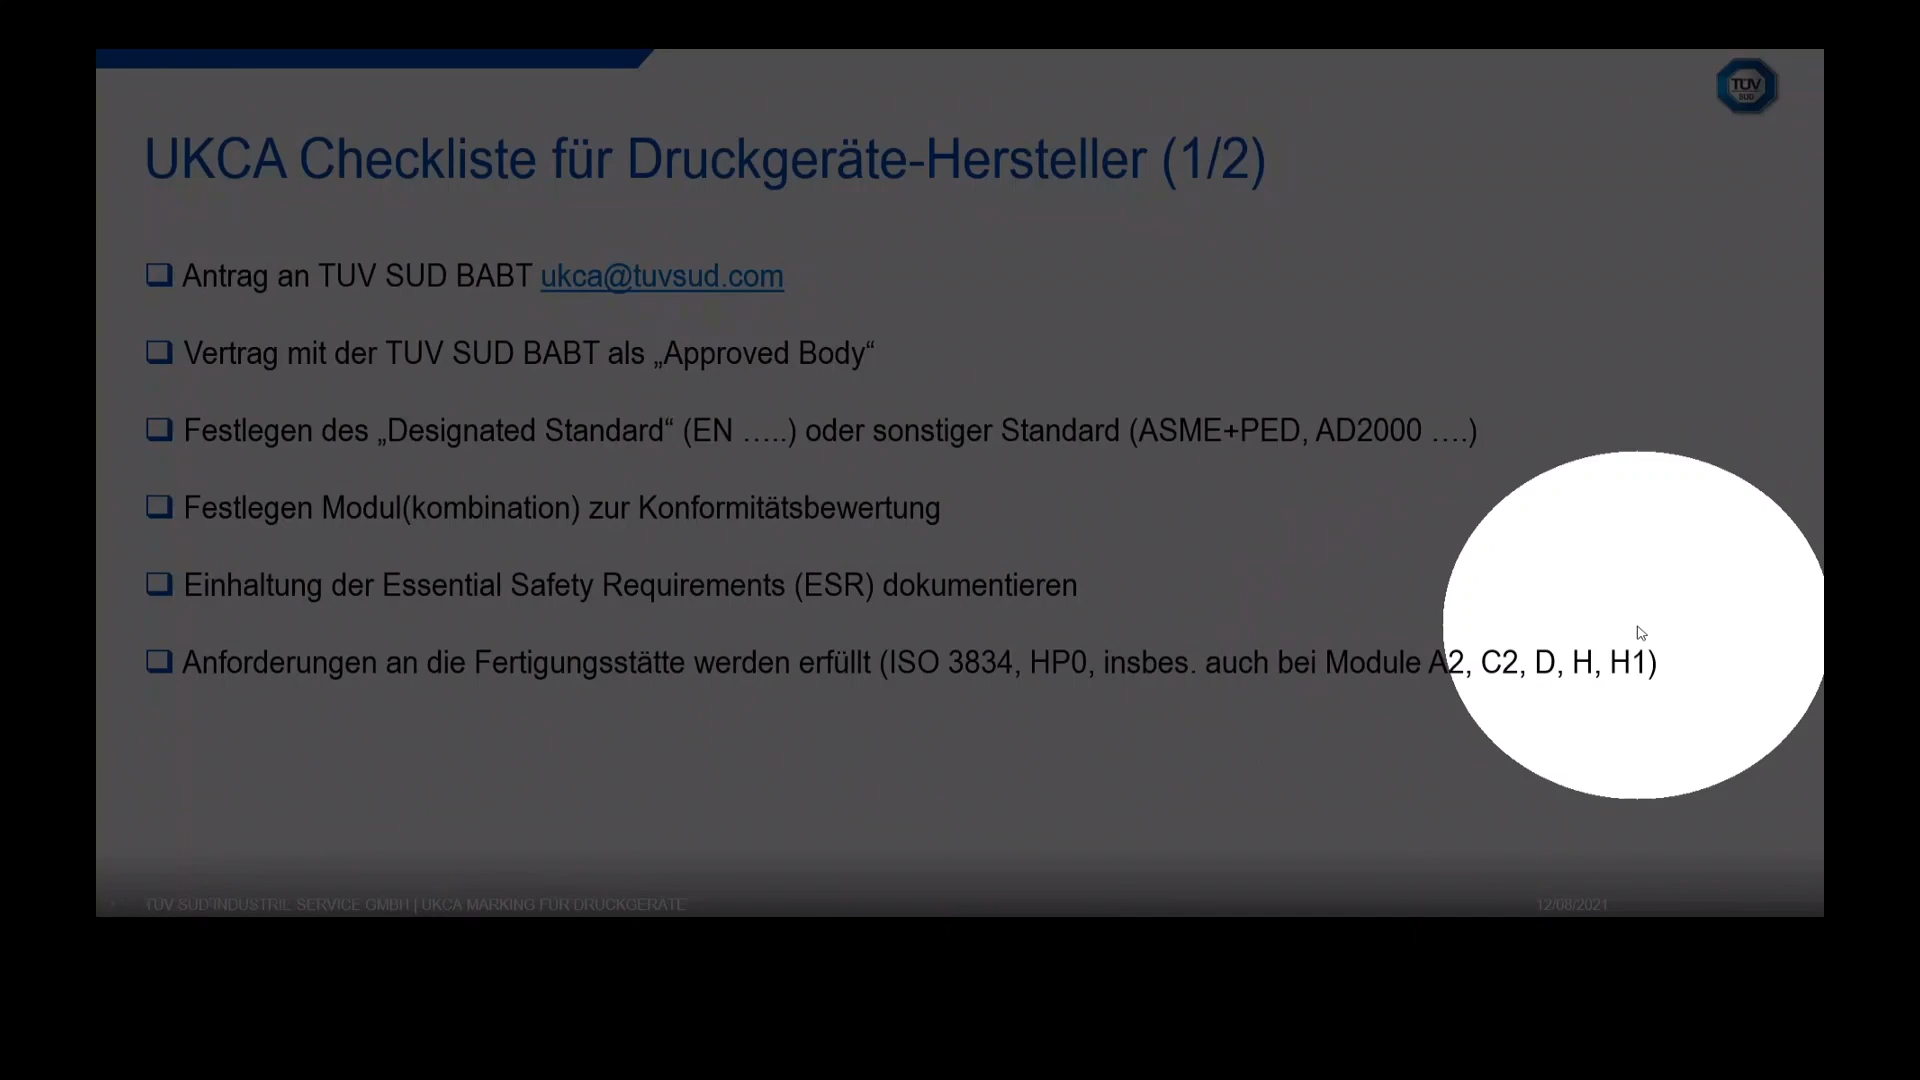 TÜV
SÜD
UKCA Checkliste für Druckgeräte-Hersteller (1/2)
Antrag an TUV SUD BABT ukca@tuvsud.com
Vertrag mit der TUV SUD BABT als „Approved Body“
Festlegen des „Designated Standard“ (EN …..) oder sonstiger Standard (ASME+PED, AD2000 ….)
Festlegen Modul(kombination) zur Konformitätsbewertung
Einhaltung der Essential Safety Requirements (ESR) dokumentieren
Anforderungen an die Fertigungsstätte werden erfüllt (ISO 3834, HP0, insbes. auch bei Module A2, C2, D, H, H1)
TÜV SÜD INDUSTRIE SERVICE GMBH | UKCA MARKING FÜR DRUCKGERÄTE
12/08/2021